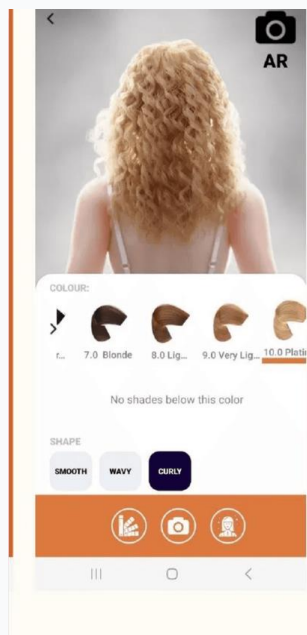 AR
COLOUR:
r... 7.0 Blonde 8.0 Lig... 9.0 Very Lig... 10.0 Plati
No shades below this color
SHAPE
SMOOTH WAVY CURLY